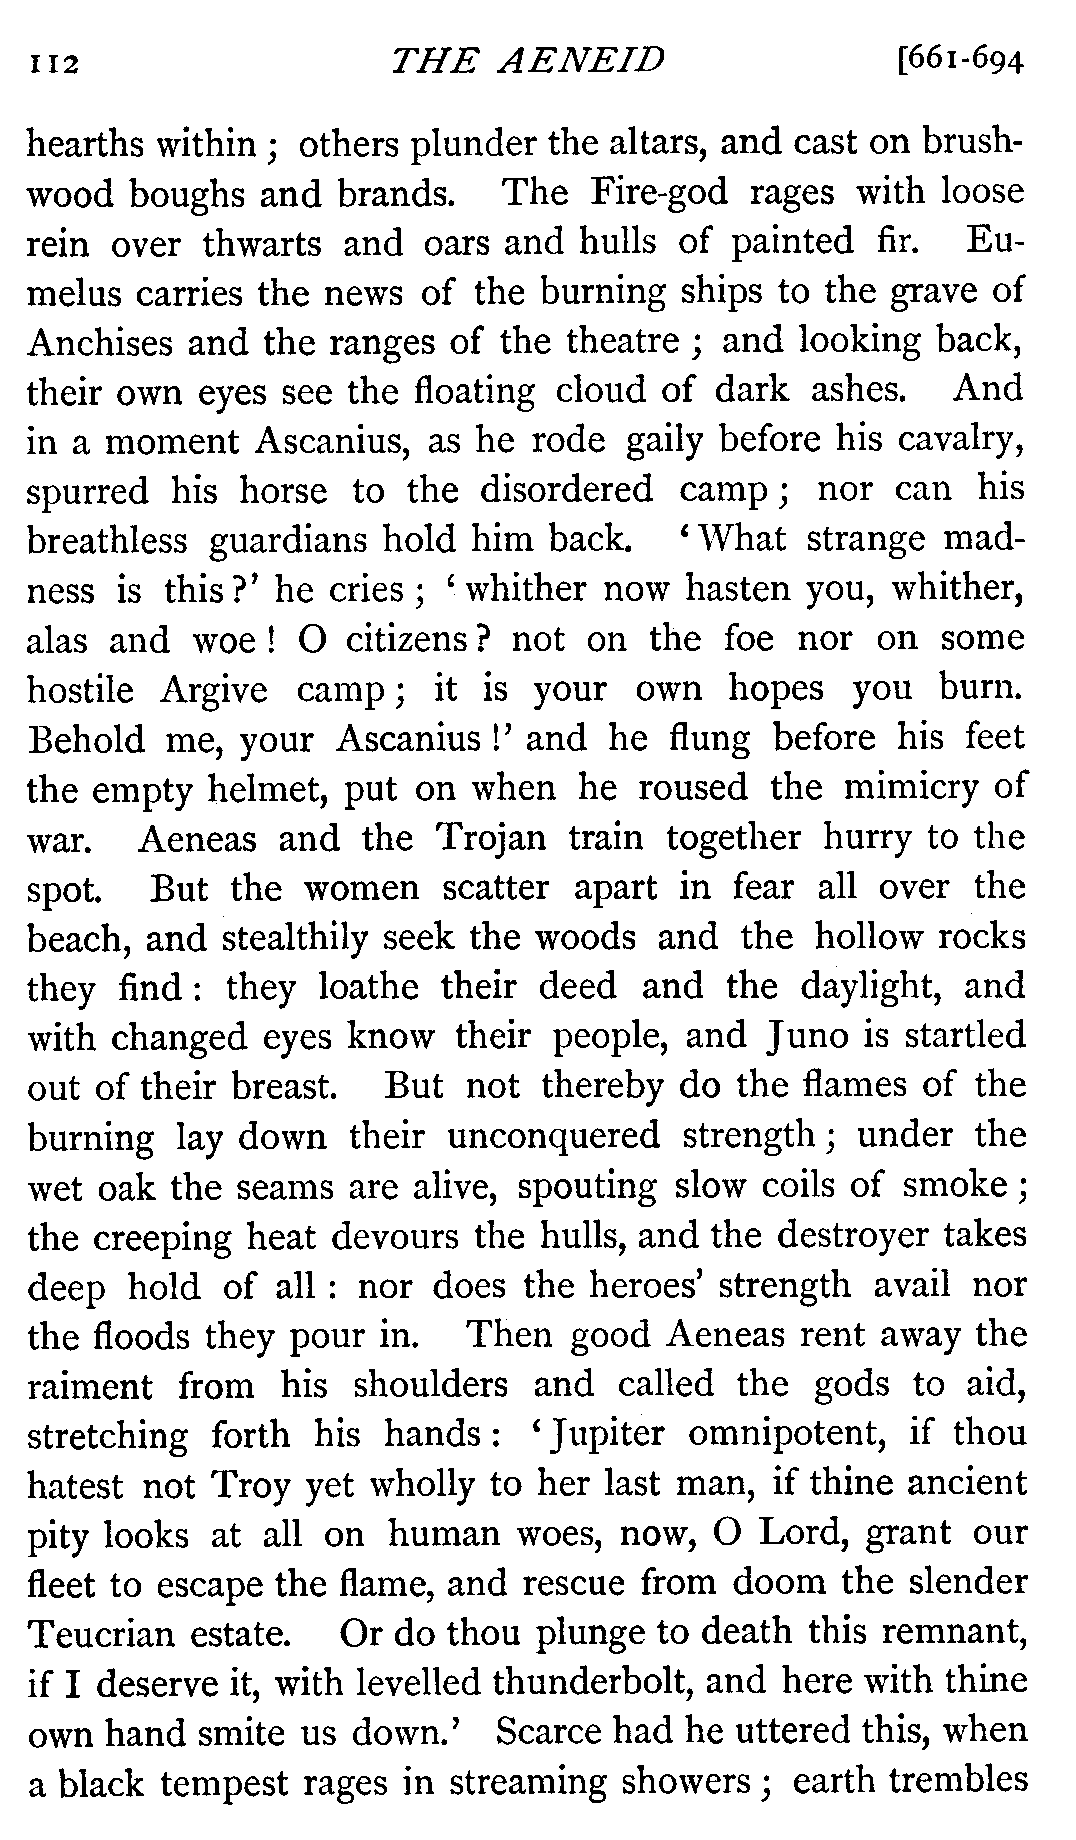 112 THE AENEID [661-694
hearths within ; others plunder the altars, and cast on brush-
wood boughs and brands. The Fire-god rages with loose
rein over thwarts and oars and hulls of painted fir. Eu-
melus carries the news of the burning ships to the grave of
Anchises and the ranges of the theatre ; and looking back,
their own eyes see the floating cloud of dark ashes. And
in a moment Ascanius, as he rode gaily before his cavalry,
spurred his horse to the disordered camp ; nor can his
breathless guardians hold him back. ‘ What strange mad-
ness is this ?’ he cries ; ‘ whither now hasten you, whither,
alas and woe ! O citizens ? not on the foe nor on some
hostile Argive camp ; it is your own hopes you burn.
Behold me, your Ascanius !’ and he flung before his feet
the empty helmet, put on when he roused the mimicry of
war. Aeneas and the Trojan train together hurry to the
spot. But the women scatter apart in fear all over the
beach, and stealthily seek the woods and the hollow rocks
they find : they loathe their deed and the daylight, and
with changed eyes know their people, and Juno is startled
out of their breast. But not thereby do the flames of the
burning lay down their unconquered strength ; under the
wet oak the seams are alive, spouting slow coils of smoke ;
the creeping heat devours the hulls, and the destroyer takes
deep hold of all : nor does the heroes’ strength avail nor
the floods they pour in. Then good Aeneas rent away the
raiment from his shoulders and called the gods to aid,
stretching forth his hands : ‘ Jupiter omnipotent, if thou
hatest not Troy yet wholly to her last man, if thine ancient
pity looks at all on human woes, now, O Lord, grant our
fleet to escape the flame, and rescue from doom the slender
Teucrian estate. Or do thou plunge to death this remnant,
if I deserve it, with levelled thunderbolt, and here with thine
own hand smite us down.’ Scarce had he uttered this, when
a black tempest rages in streaming showers ; earth trembles